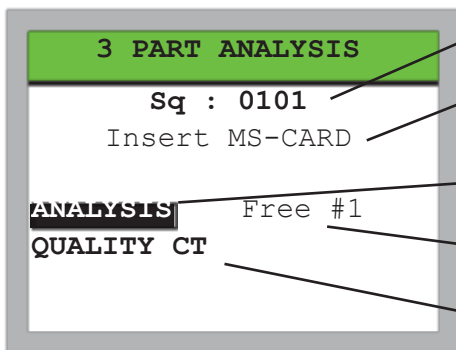 3 PART ANALYSIS
Sq : 0101
Insert MS-CARD
ANALYSIS Free #1
QUALITY CT